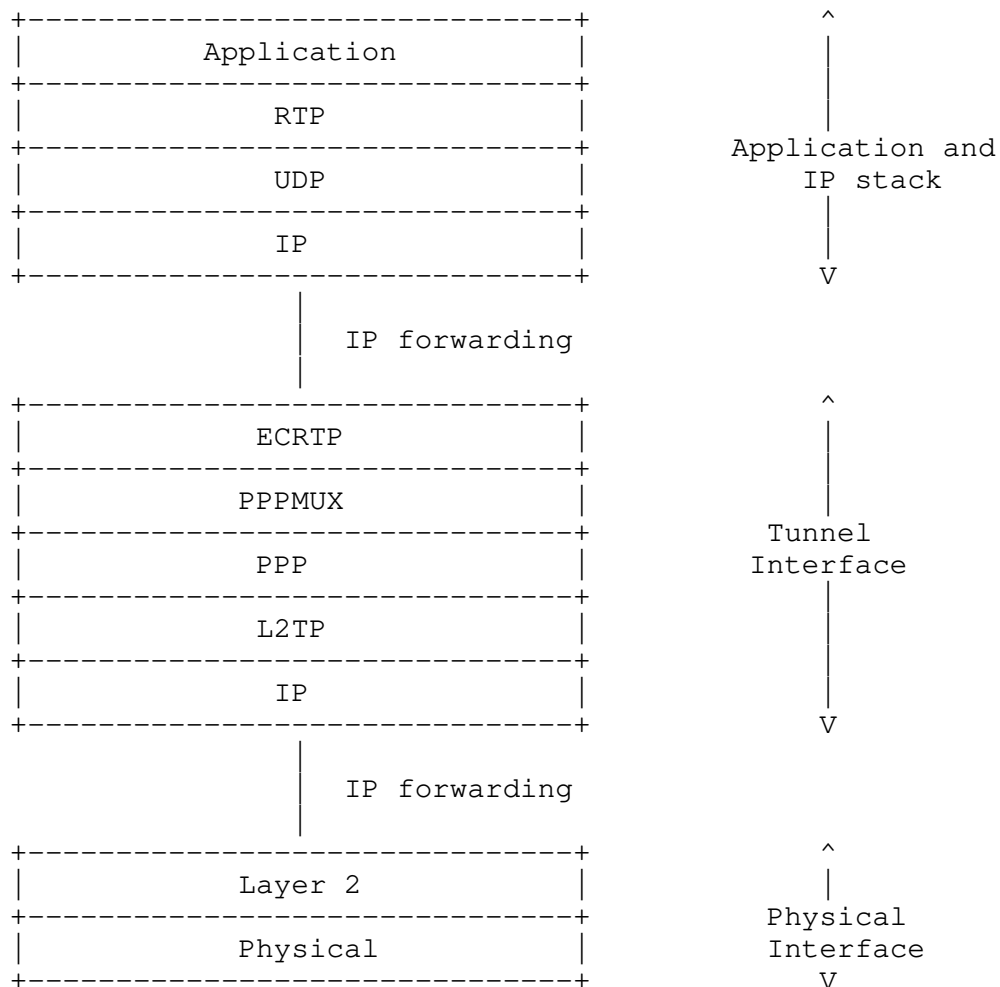 Application
RTP
Application and
UDP
IP stack
IP
V
IP forwarding
^
ECRTP
PPPMUX
Tunnel
PPP
Interface
L2TP
IP
V
IP forwarding
^
Layer 2
Physical
Physical
Interface
V